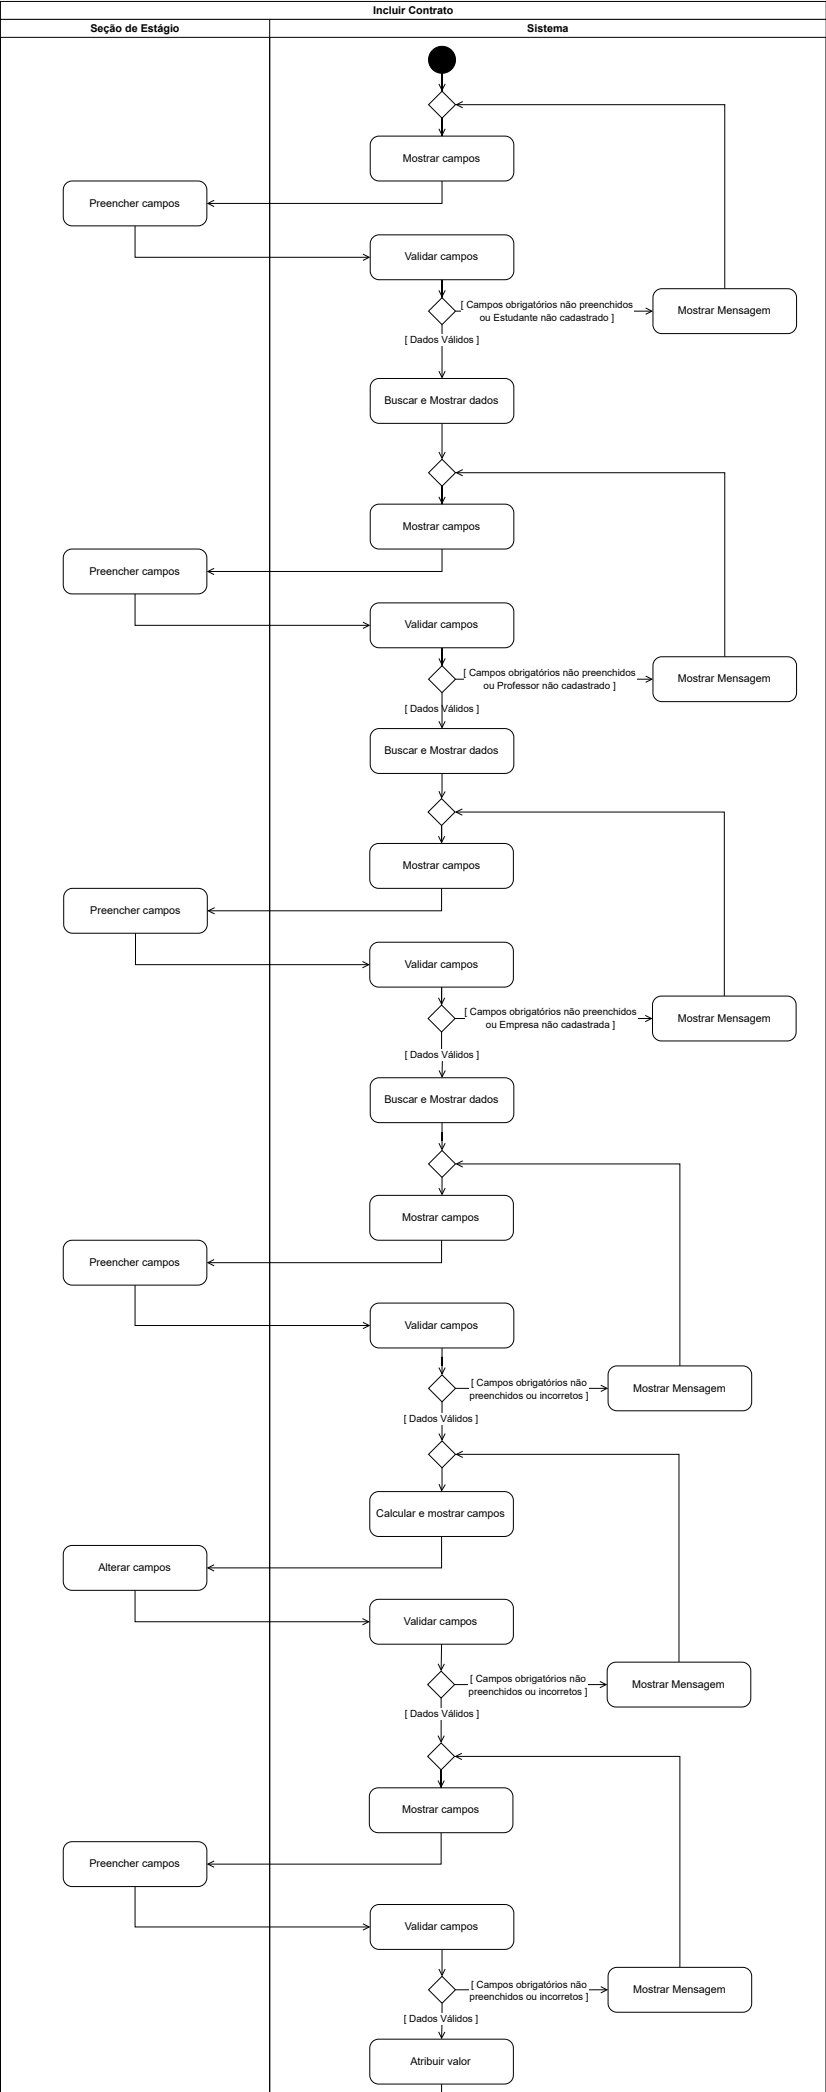 Incluir Contrato
Seção de Estágio
Sistema
Mostrar campos
Preencher campos
Validar campos
[ Campos obrigatórios não preenchidos
ou Estudante não cadastrado ]
Mostrar Mensagem
[ Dados Válidos ]
Buscar e Mostrar dados
Mostrar campos
Preencher campos
Validar campos
[ Campos obrigatórios não preenchidos
ou Professor não cadastrado ]
Mostrar Mensagem
[ Dados Válidos ]
Buscar e Mostrar dados
Mostrar campos
Preencher campos
Validar campos
[ Campos obrigatórios não preenchidos
ou Empresa não cadastrada ]
Mostrar Mensagem
[ Dados Válidos ]
Buscar e Mostrar dados
Mostrar campos
Preencher campos
Validar campos
[ Campos obrigatórios não
preenchidos ou incorretos ]
Mostrar Mensagem
[ Dados Válidos ]
Calcular e mostrar campos
Alterar campos
Validar campos
[ Campos obrigatórios não
preenchidos ou incorretos ]
Mostrar Mensagem
[ Dados Válidos ]
Mostrar campos
Preencher campos
Validar campos
[ Campos obrigatórios não
preenchidos ou incorretos ]
Mostrar Mensagem
[ Dados Válidos ]
Atribuir valor